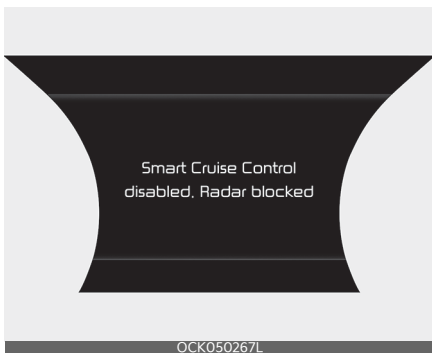 Smart Cruise Control
disabled, Radar blocked
OCK050267L